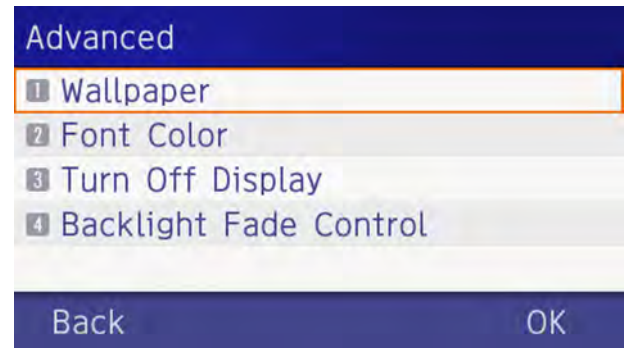 Advanced
1 Wallpaper
2 Font Color
3 Turn Off Display
4 Backlight Fade Control
Back OK